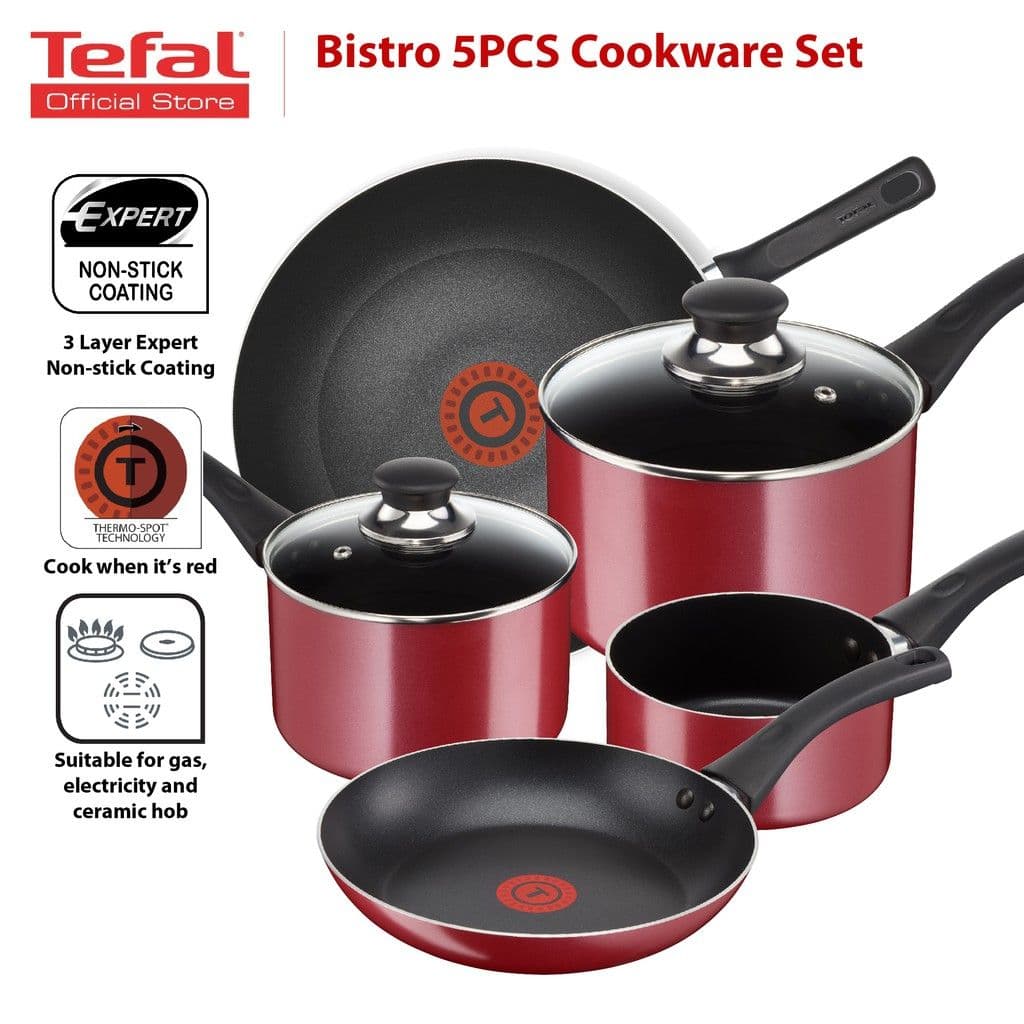 Tefal
Official Store
Bistro 5PCS Cookware Set
EXPERT
NON-STICK
COATING
3 Layer Expert
Non-stick Coating
T
THERMO-SPOT®
TECHNOLOGY
Cook when it's red
Suitable for gas,
electricity and
ceramic hob
Tefal
T
T